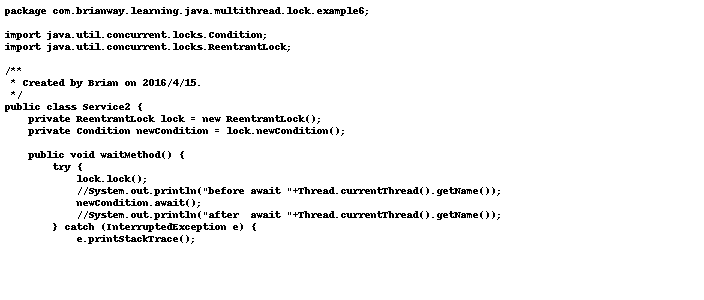 package com.brianway.learning.java.multithread.lock.example6;

import java.util.concurrent.locks.Condition;
import java.util.concurrent.locks.ReentrantLock;

/**
 * Created by Brian on 2016/4/15.
 */
public class Service2 {
    private ReentrantLock lock = new ReentrantLock();
    private Condition newCondition = lock.newCondition();

    public void waitMethod() {
        try {
            lock.lock();
            //System.out.println("before await "+Thread.currentThread().getName());
            newCondition.await();
            //System.out.println("after  await "+Thread.currentThread().getName());
        } catch (InterruptedException e) {
            e.printStackTrace();